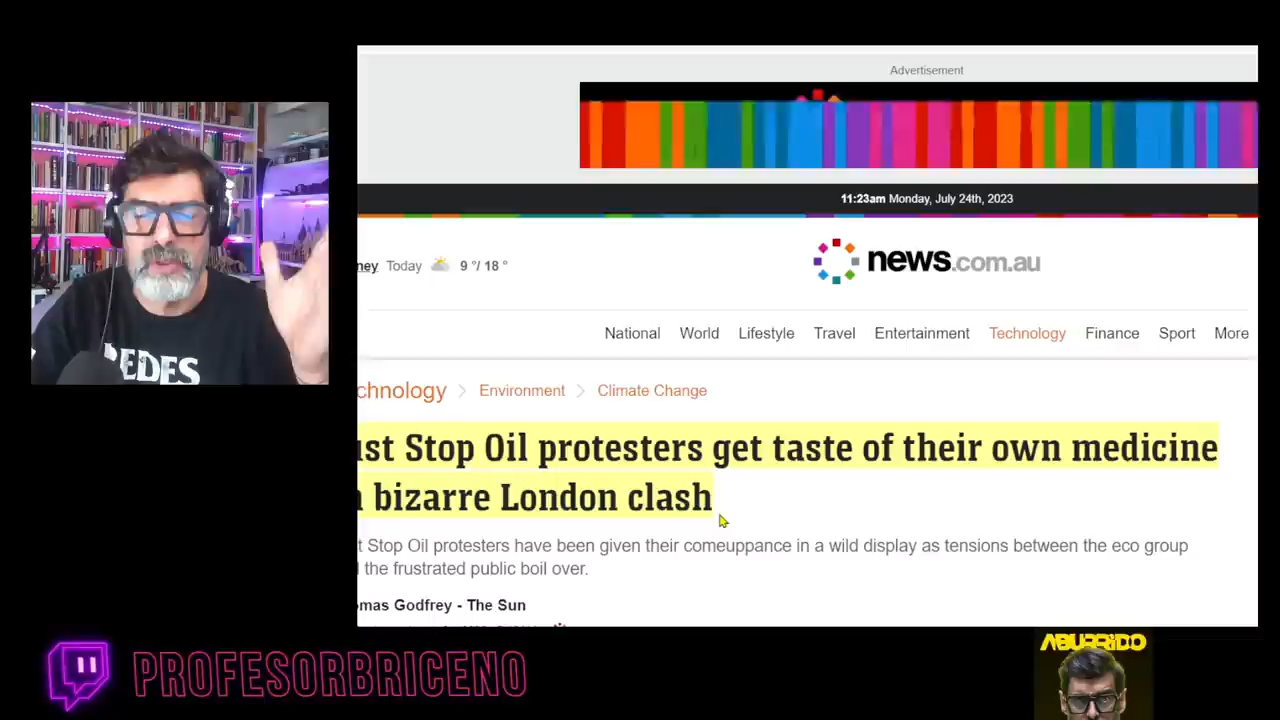 Advertisement
11:23am Monday, July 24th, 2023
ney Today 9 °/ 18 °
news.com.au
National World Lifestyle Travel Entertainment Technology Finance Sport More
chnology > Environment > Climate Change
ust Stop Oil protesters get taste of their own medicine
bizarre London clash
t Stop Oil protesters have been given their comeuppance in a wild display as tensions between the eco group
the frustrated public boil over.
mas Godfrey - The Sun
EDES
PROFESORBRICENO
ABURRIDO